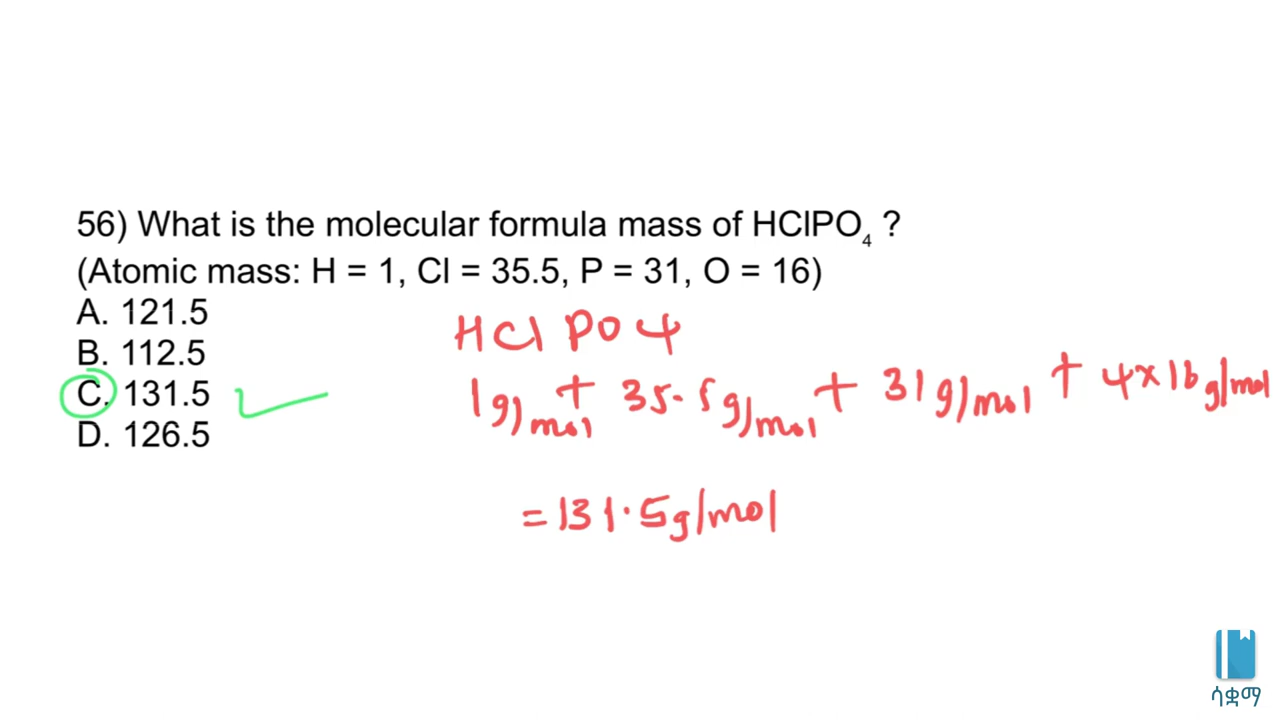 56) What is the molecular formula mass of HClPO₄ ?
(Atomic mass: H = 1, Cl = 35.5, P = 31, O = 16)
A. 121.5
B. 112.5
C. 131.5
D. 126.5
HCl PO4
1g/mol + 35.5g/mol + 31g/mol + 4×16g/mol
= 131.5g/mol
ሳቋማ